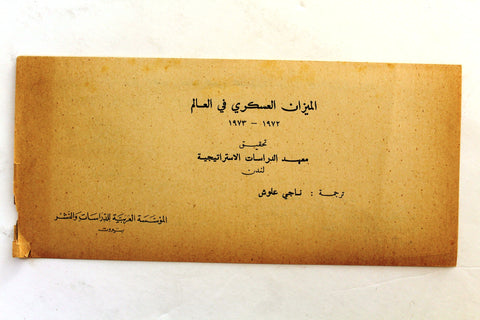 الميزان العسكري في العالم
١٩٧٢ – ١٩٧٣
تحقيق
معهد الدراسات الاستراتيجية
لندن
ترجمة : ناجي علوش
المؤسسة العربية للدراسات والنشر
بيروت